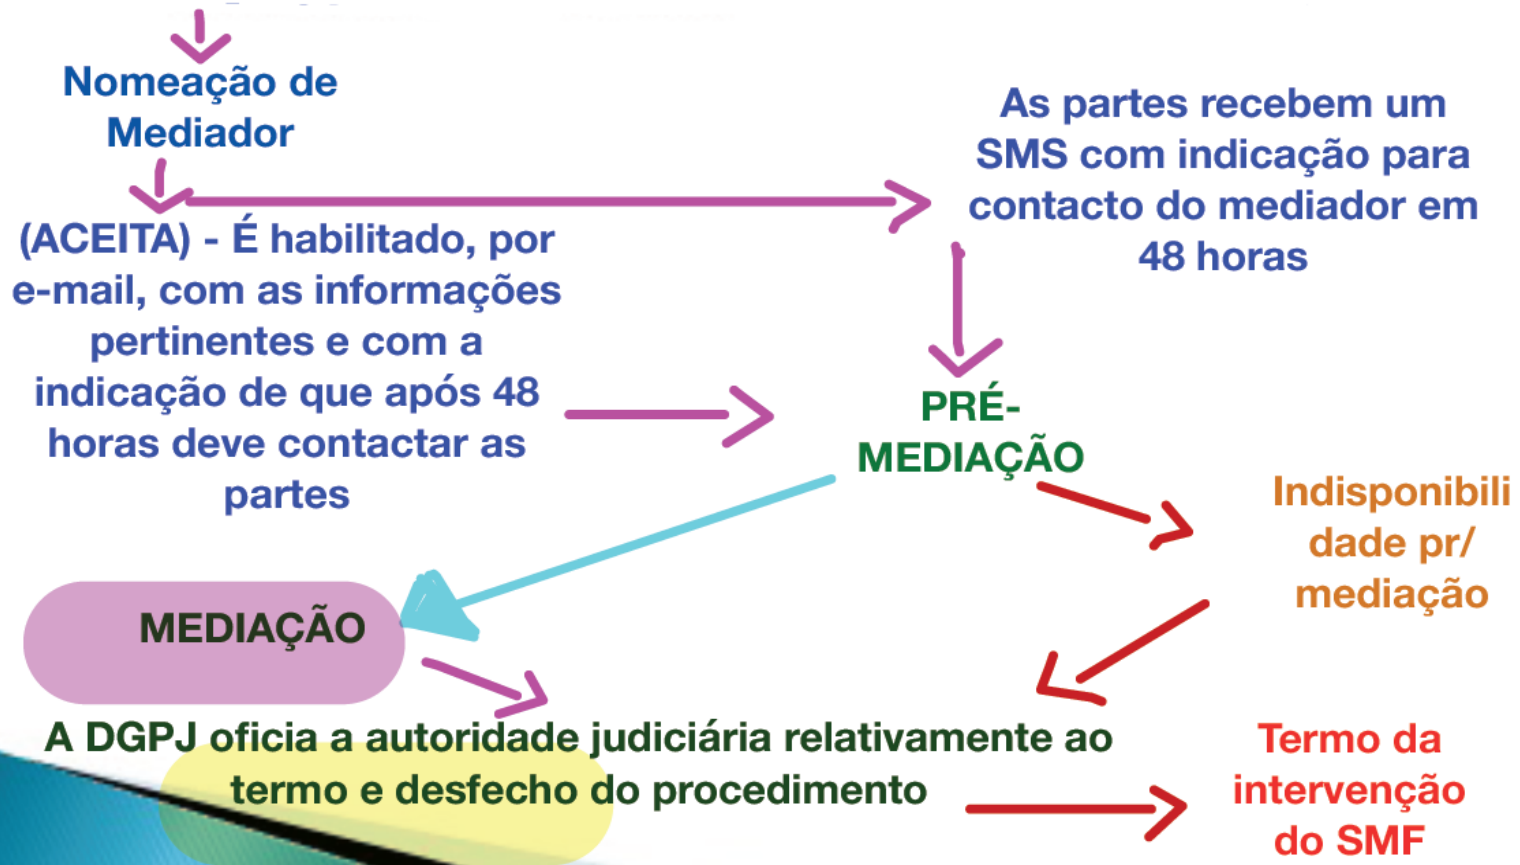 Nomeação de
Mediador
As partes recebem um
SMS com indicação para
contacto do mediador em
48 horas
(ACEITA) - É habilitado, por
e-mail, com as informações
pertinentes e com a
indicação de que após 48
horas deve contactar as
partes
PRÉ-
MEDIAÇÃO
Indisponibili
dade pr/
mediação
MEDIAÇÃO
A DGPJ oficia a autoridade judiciária relativamente ao
termo e desfecho do procedimento
Termo da
intervenção
do SMF